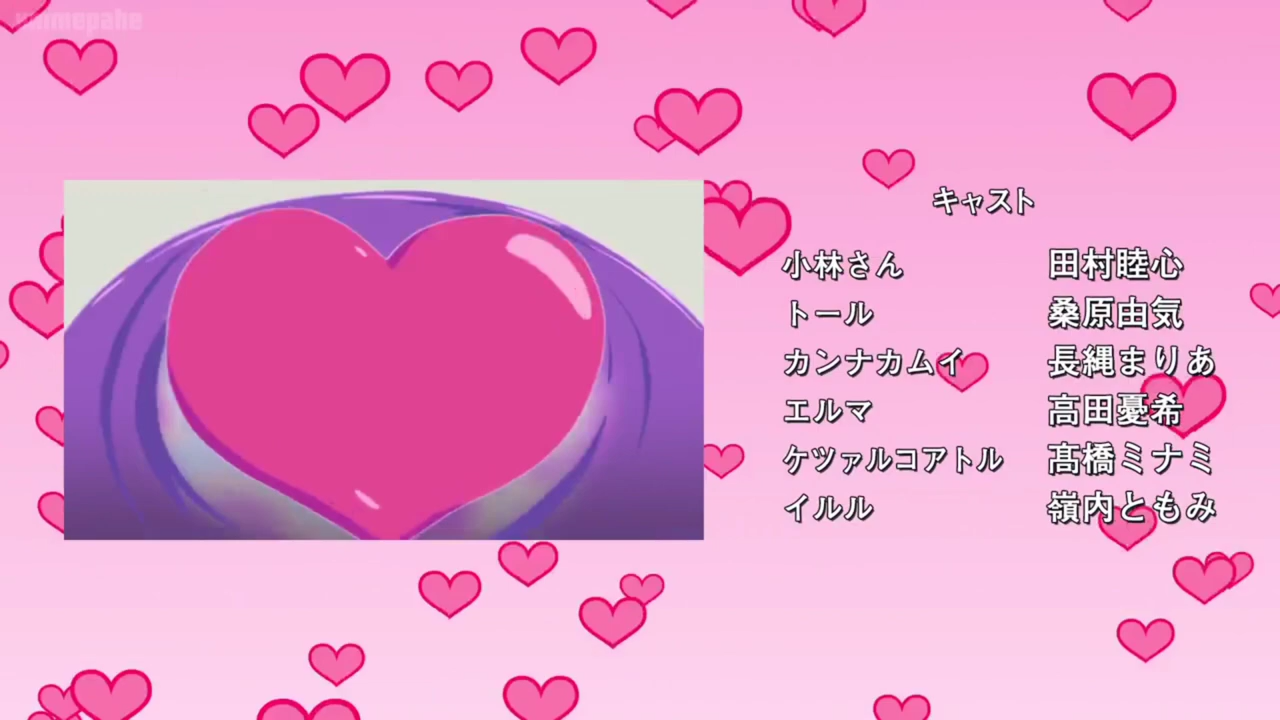 animepahe
キャスト
小林さん 田村睦心
トール 桑原由気
カンナカムイ 長縄まりあ
エルマ 高田憂希
ケツァルコアトル 髙橋ミナミ
イルル 嶺内ともみ